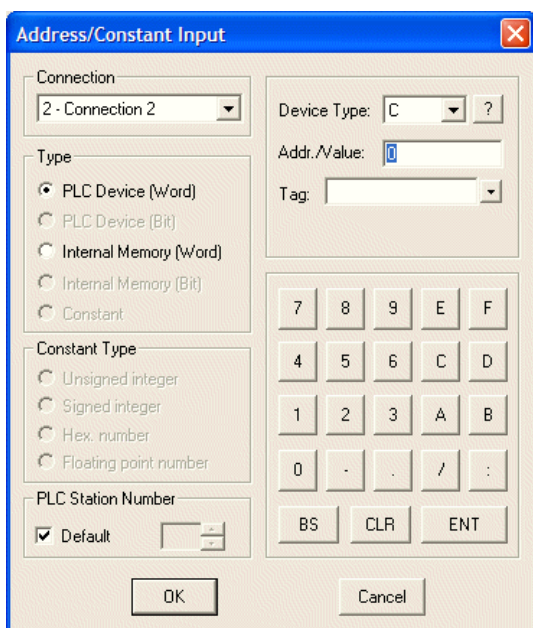 Address/Constant Input
Connection
2 - Connection 2
Type
PLC Device (Word)
PLC Device (Bit)
Internal Memory (Word)
Internal Memory (Bit)
Constant
Constant Type
Unsigned integer
Signed integer
Hex. number
Floating point number
PLC Station Number
Default
Device Type: C ?
Addr./Value: 0
Tag:
7 8 9 E F
4 5 6 C D
1 2 3 A B
0 - . / :
BS CLR ENT
OK Cancel